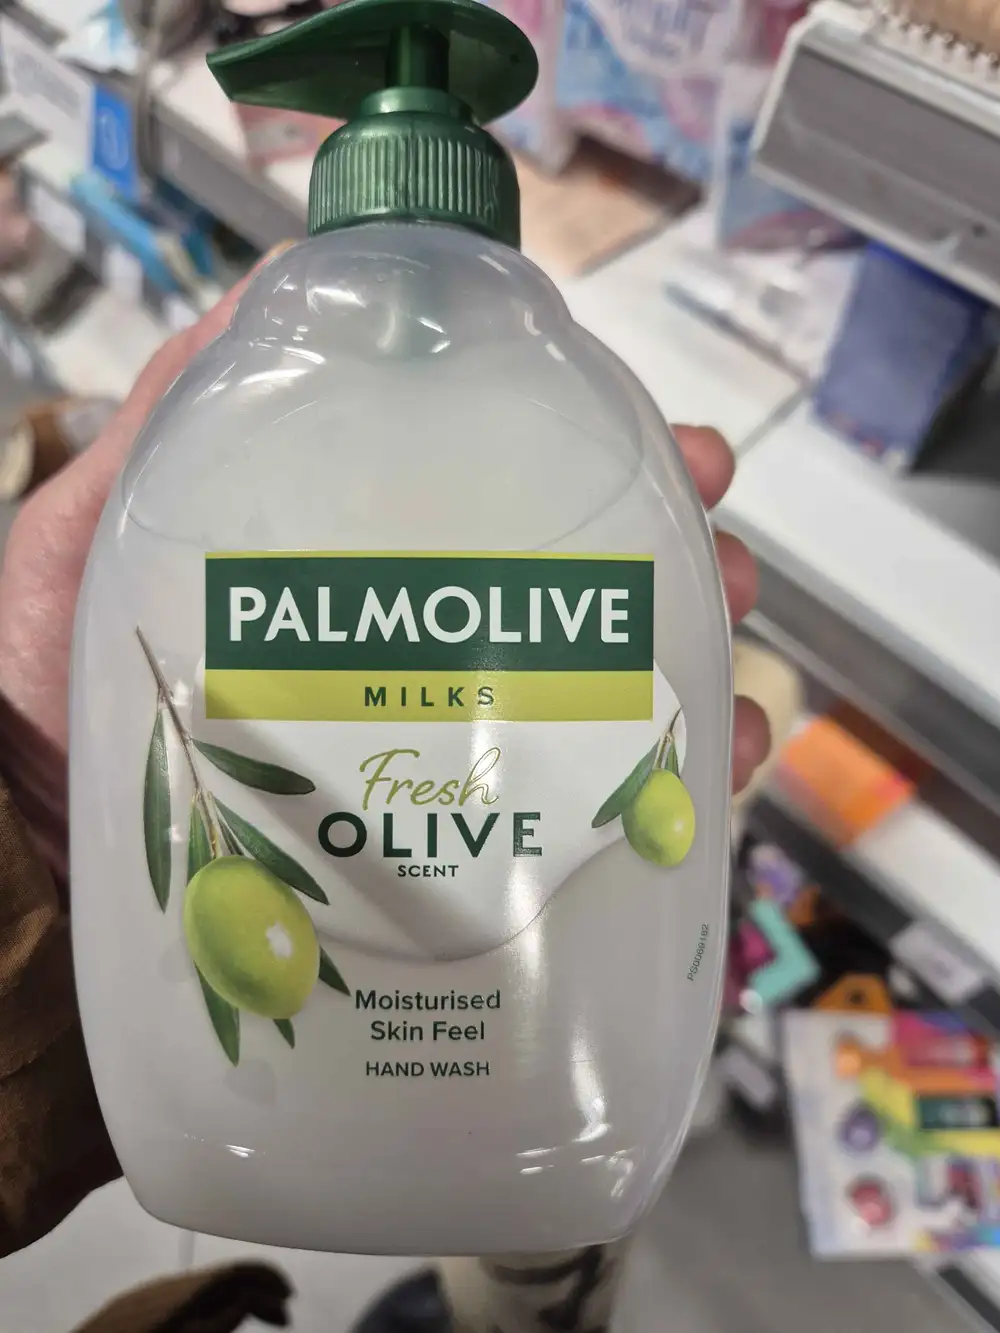 PALMOLIVE
MILKS
Fresh
OLIVE
SCENT
Moisturised
Skin Feel
HAND WASH